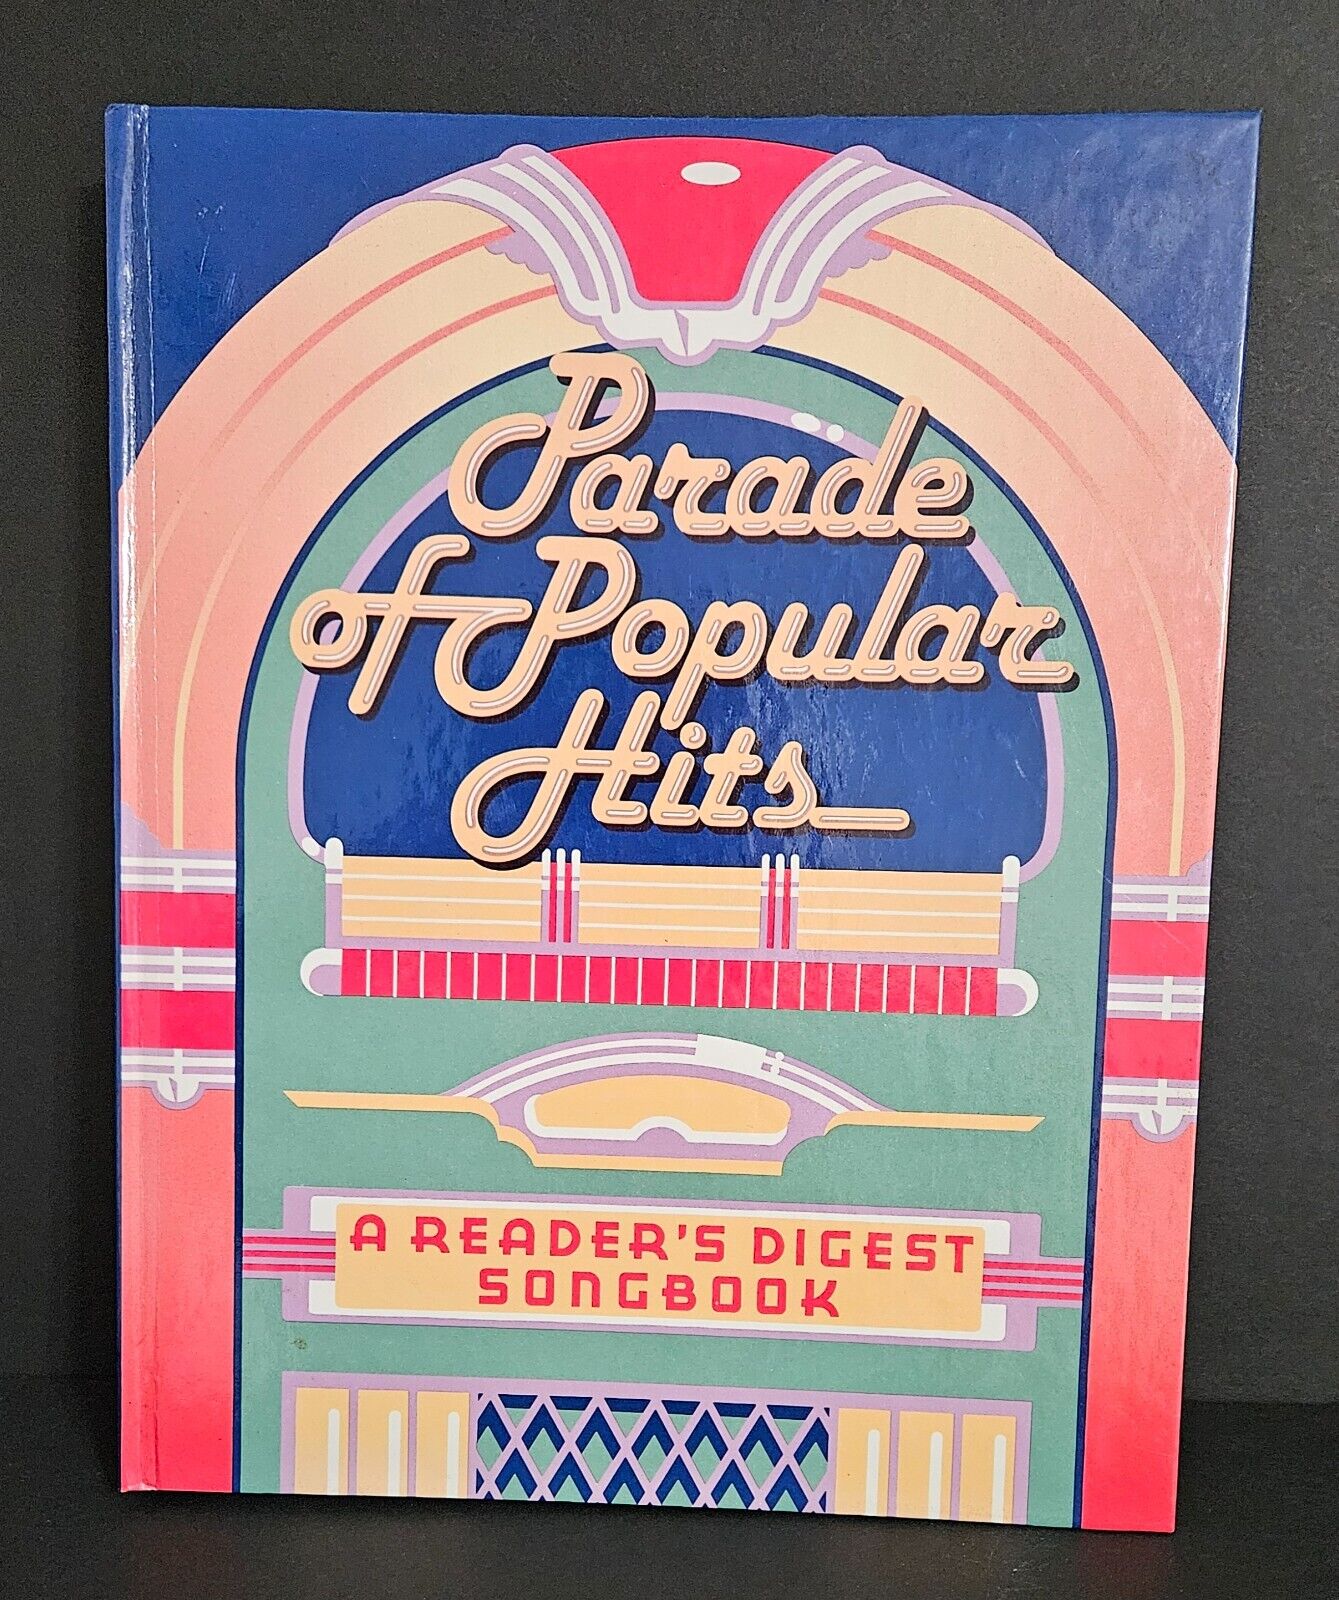 Parade
of Popular
Hits
A READER'S DIGEST
SONGBOOK